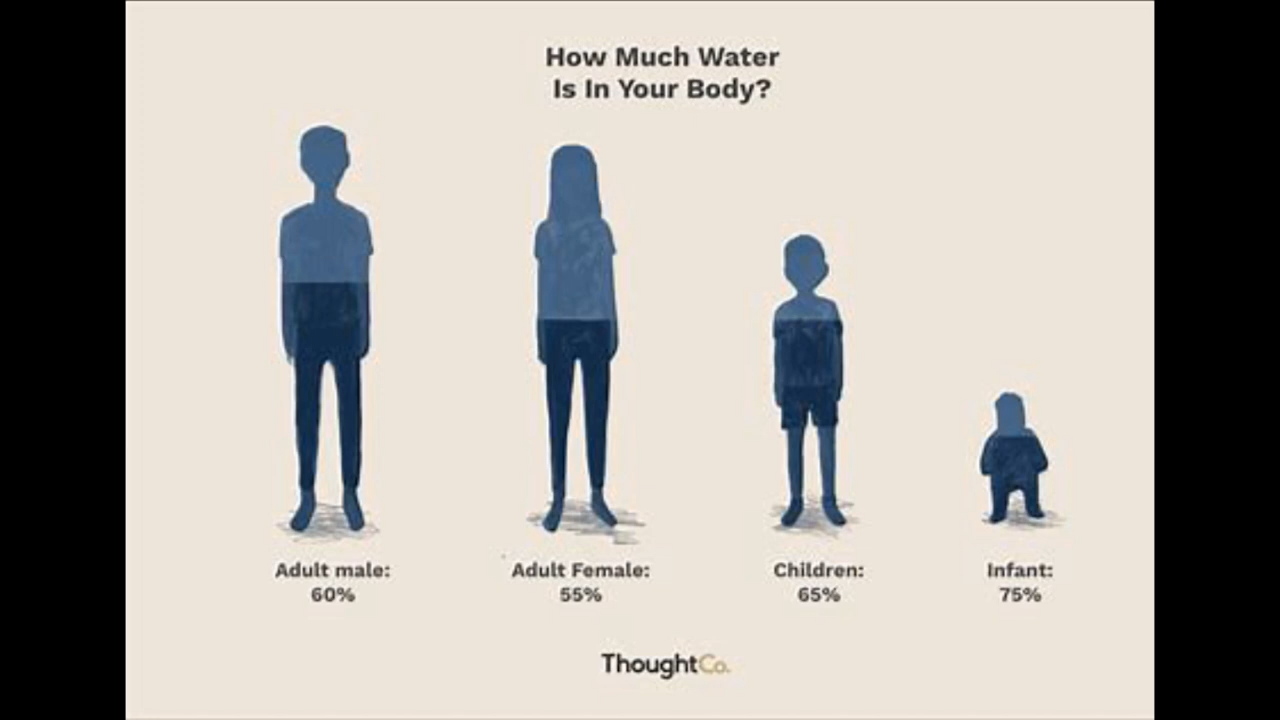 How Much Water
Is In Your Body?
Adult male:
60%
Adult Female:
55%
Children:
65%
Infant:
75%
ThoughtCo.